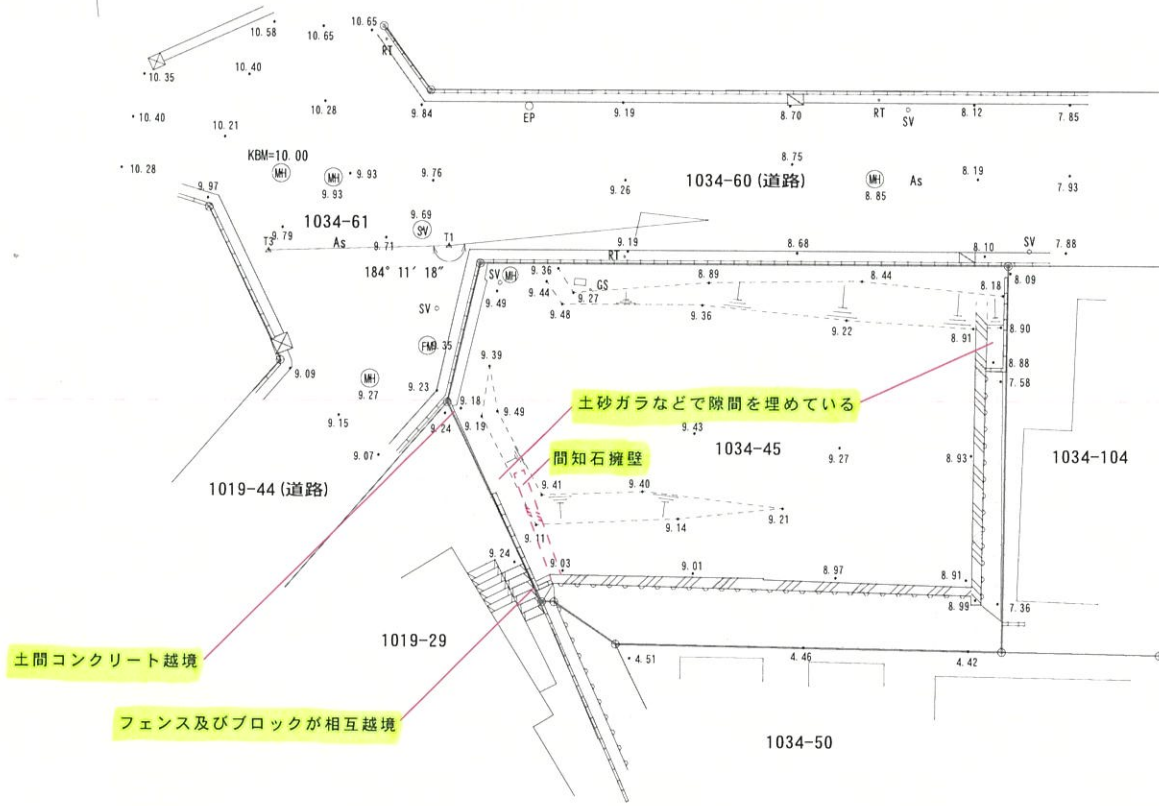 10.58
10.65
10.65
RT
10.35
10.40
10.28
9.84
EP
9.19
8.70
RT
SV
8.12
7.85
10.40
10.21
KBM=10.00
10.28
MH
MH
9.93
9.93
9.76
8.75
9.26
1034-60 (道路)
MH
8.85
As
8.19
7.93
9.97
1034-61
9.69
SV
9.79
T3
As
9.71
T1
9.19
RT
8.68
8.10
SV
7.88
184° 11′ 18″
SV
MH
9.49
9.36
9.44
GS
9.27
9.48
8.89
8.44
8.18
8.09
SV
9.36
9.22
8.91
8.90
FM
9.35
8.88
7.58
9.09
9.39
MH
9.27
9.23
9.18
9.19
9.49
土砂ガラなどで隙間を埋めている
9.15
9.24
9.43
1034-45
9.27
8.93
1034-104
9.07
間知石擁壁
1019-44 (道路)
9.41
9.40
9.21
9.11
9.14
9.24
9.03
9.01
8.97
8.91
8.99
7.36
1019-29
土間コンクリート越境
4.51
4.46
4.42
フェンス及びブロックが相互越境
1034-50